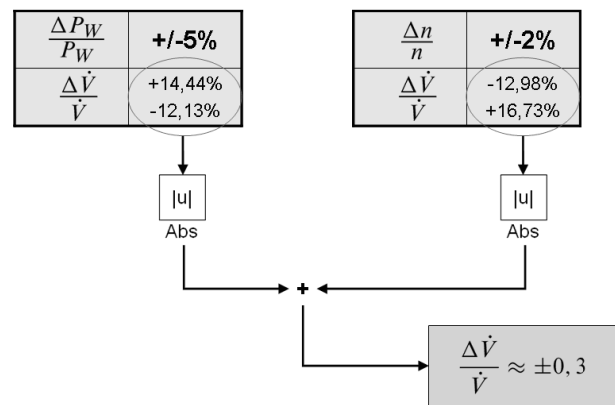 ΔP_W/P_W +/-5%
ΔV̇/V̇ +14,44%
-12,13%
Δn/n +/-2%
ΔV̇/V̇ -12,98%
+16,73%
|u|
Abs
|u|
Abs
+
ΔV̇/V̇ ≈ ±0, 3